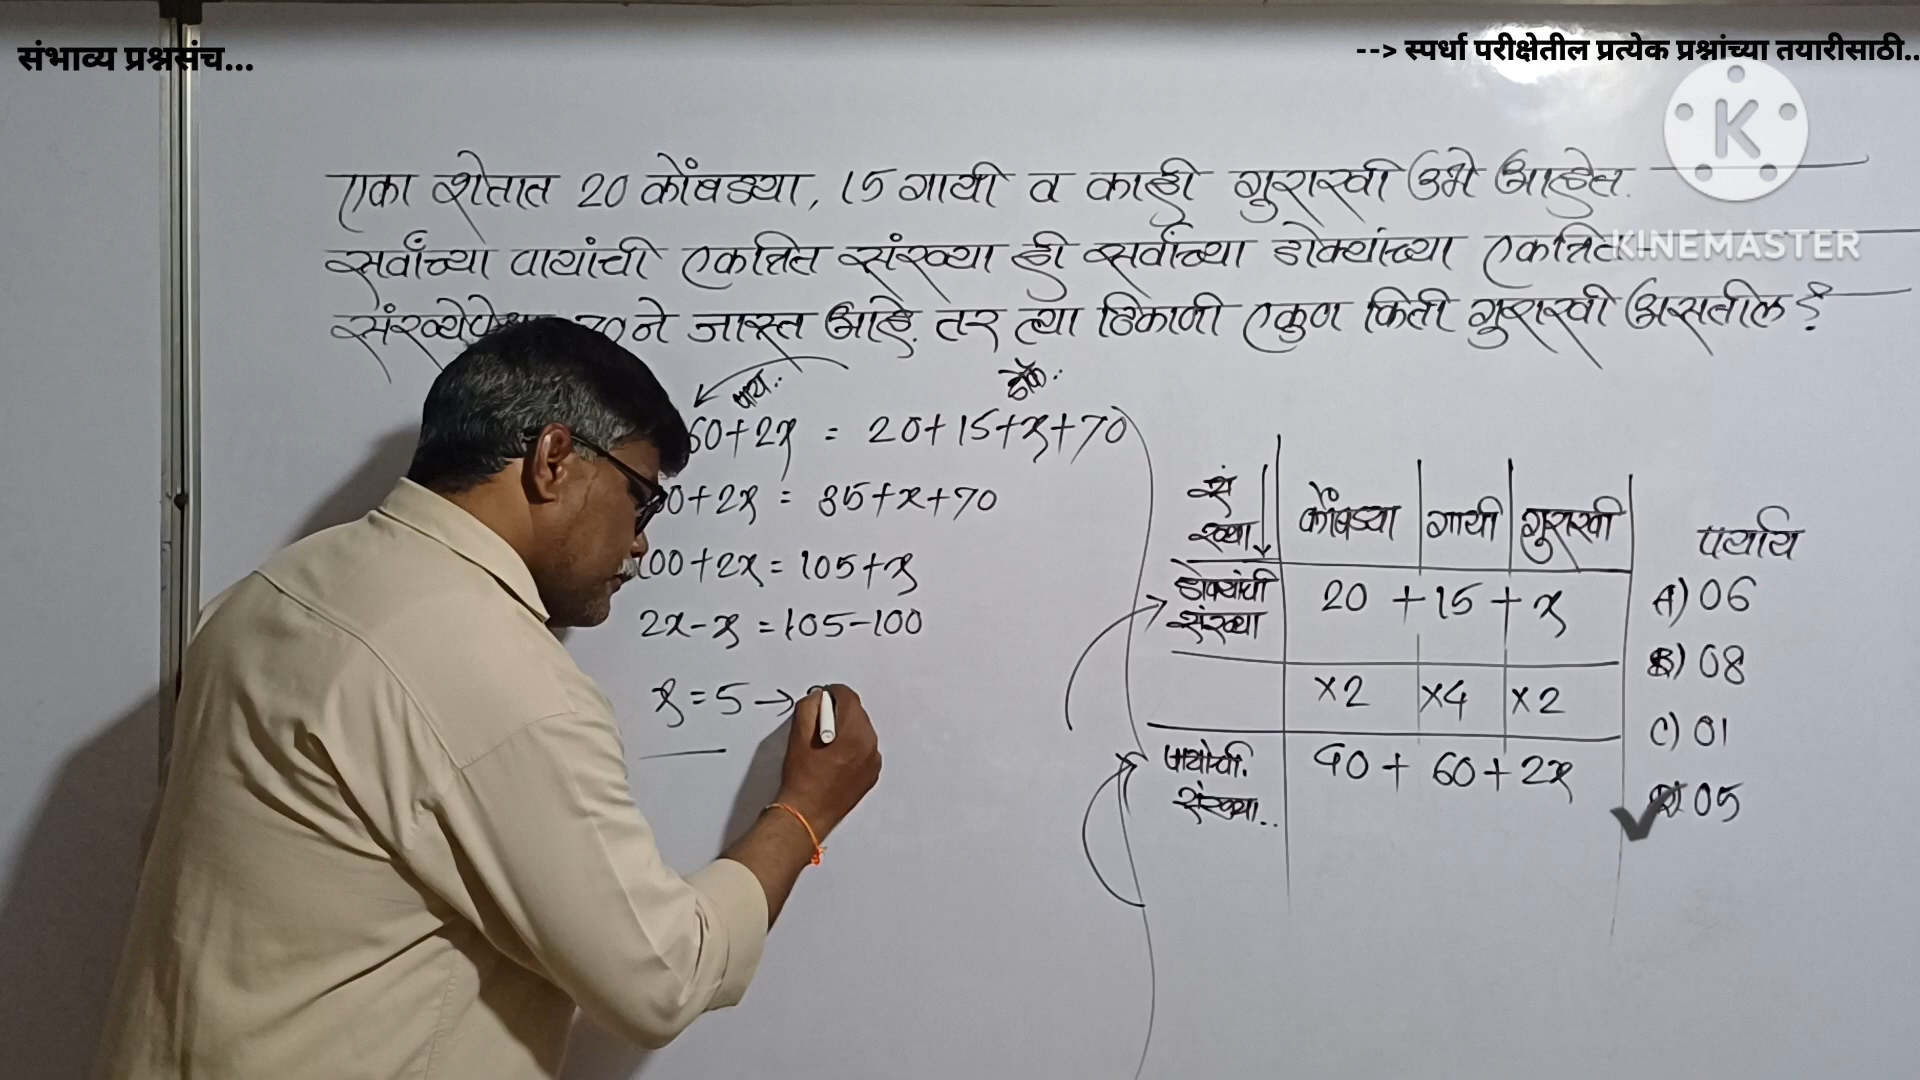 संभाव्य प्रश्नसंच...
--> स्पर्धा परीक्षेतील प्रत्येक प्रश्नांच्या तयारीसाठी..
K
KINEMASTER
एका शेतात 20 कोंबड्या, 15 गायी व काही गुराखी उभे आहेत.
सर्वांच्या पायांची एकत्रित संख्या ही सर्वांच्या डोक्यांच्या एकत्रित
70 ने जास्त आहे. तर त्या ठिकाणी एकुण किती गुराखी असतील?
पाय.. डोके..
60+2x = 20+15+x+70
00+2x = 35+x+70
100+2x = 105+x
2x-x = 105-100
x = 5 →
संख्या↓ कोंबड्या गायी गुराखी
डोक्यांची संख्या 20 + 15 + x
×2 ×4 ×2
पायांची संख्या.. 40 + 60 + 2x
पर्याय
A) 06
B) 08
C) 01
05